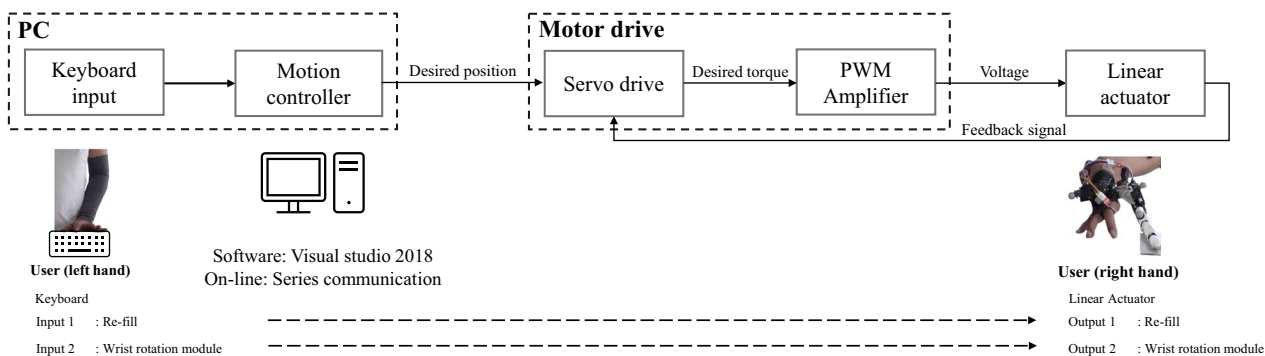 PC
Keyboard
input
Motion
controller
Desired position
Motor drive
Servo drive
Desired torque
PWM
Amplifier
Voltage
Linear
actuator
Feedback signal
User (left hand)
Software: Visual studio 2018
On-line: Series communication
User (right hand)
Keyboard
Input 1 : Re-fill
Input 2 : Wrist rotation module
Linear Actuator
Output 1 : Re-fill
Output 2 : Wrist rotation module